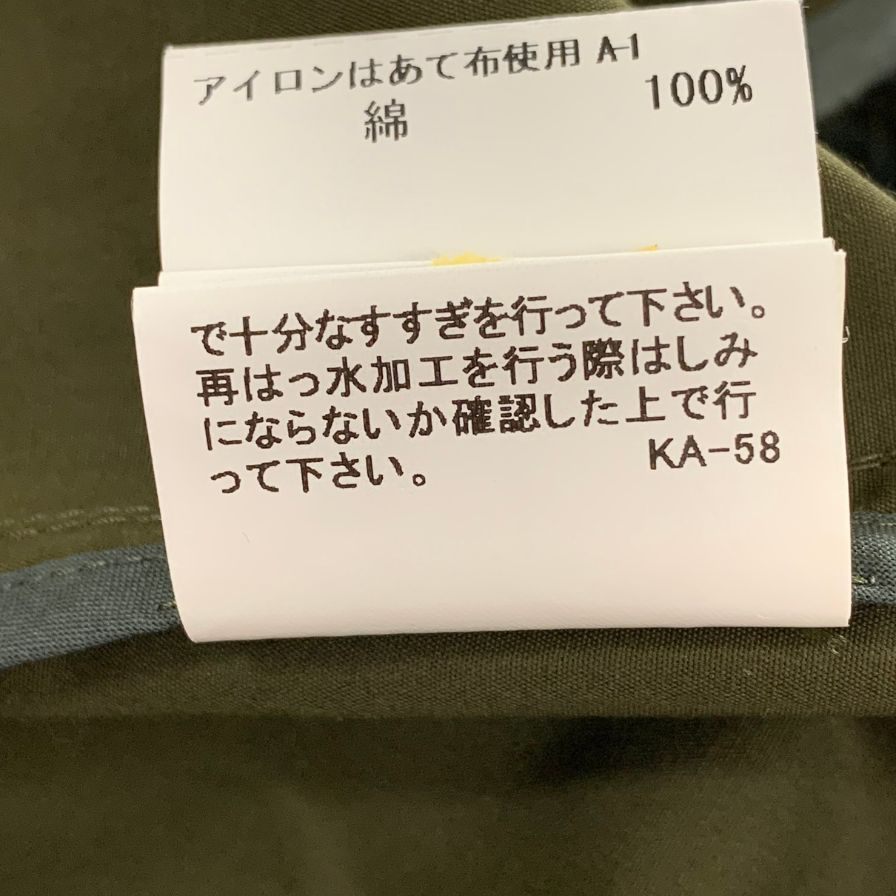 アイロンはあて布使用 A-1
綿 100%
で十分なすすぎを行って下さい。
再はっ水加工を行う際はしみ
にならないか確認した上で行
って下さい。 KA-58